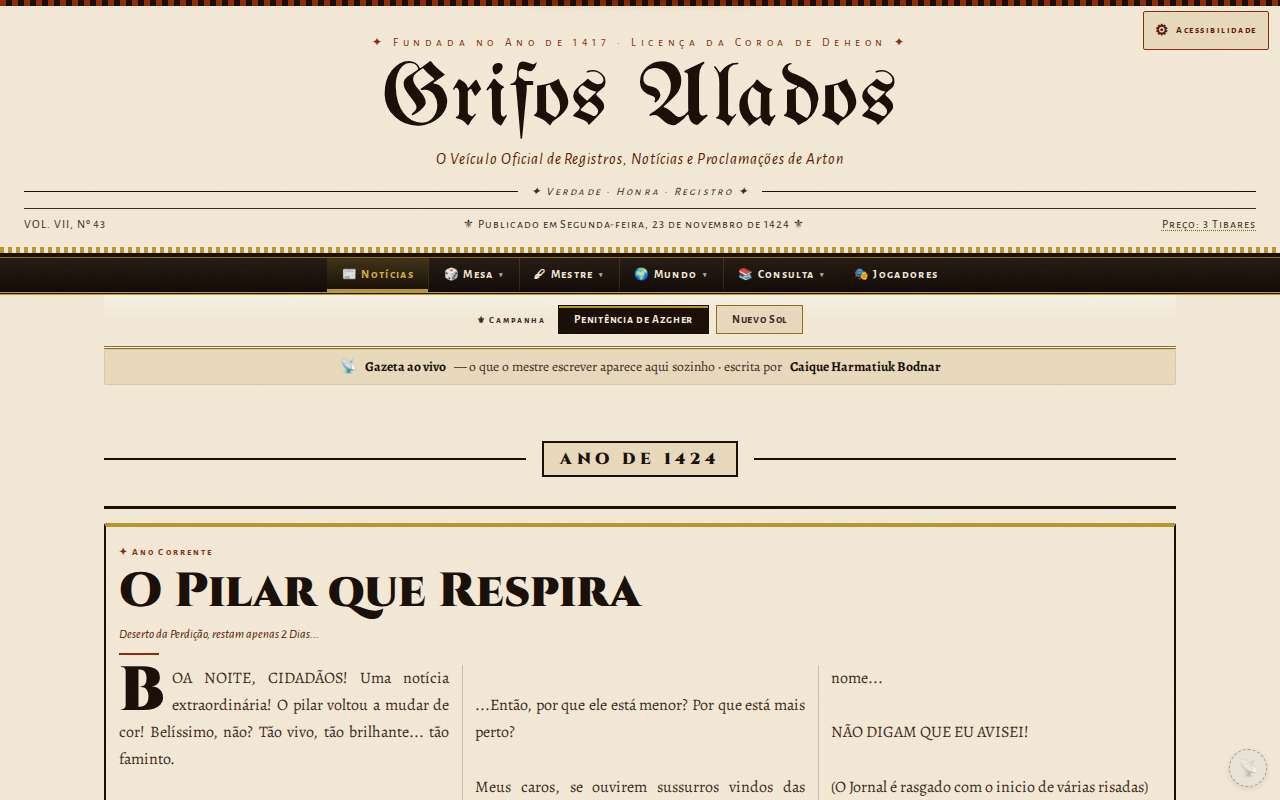 ✦ Fundada no Ano de 1417 · Licença da Coroa de Deheon ✦
Acessibilidade
Grifos Alados
O Veículo Oficial de Registros, Notícias e Proclamações de Arton
✦ Verdade · Honra · Registro ✦
VOL. VII, Nº 43
⚜ Publicado em Segunda-feira, 23 de novembro de 1424 ⚜
Preço: 3 Tibares
Notícias
Mesa ▾
Mestre ▾
Mundo ▾
Consulta ▾
Jogadores
⚜ Campanha
Penitência de Azgher
Nuevo Sol
Gazeta ao vivo — o que o mestre escrever aparece aqui sozinho · escrita por Caique Harmatiuk Bodnar
ANO DE 1424
✦ Ano Corrente
O Pilar que Respira
Deserto da Perdição, restam apenas 2 Dias...
BOA NOITE, CIDADÃOS! Uma notícia
extraordinária! O pilar voltou a mudar de
cor! Belíssimo, não? Tão vivo, tão brilhante... tão
faminto.
...Então, por que ele está menor? Por que está mais
perto?
Meus caros, se ouvirem sussurros vindos das
nome...
NÃO DIGAM QUE EU AVISEI!
(O Jornal é rasgado com o inicio de várias risadas)